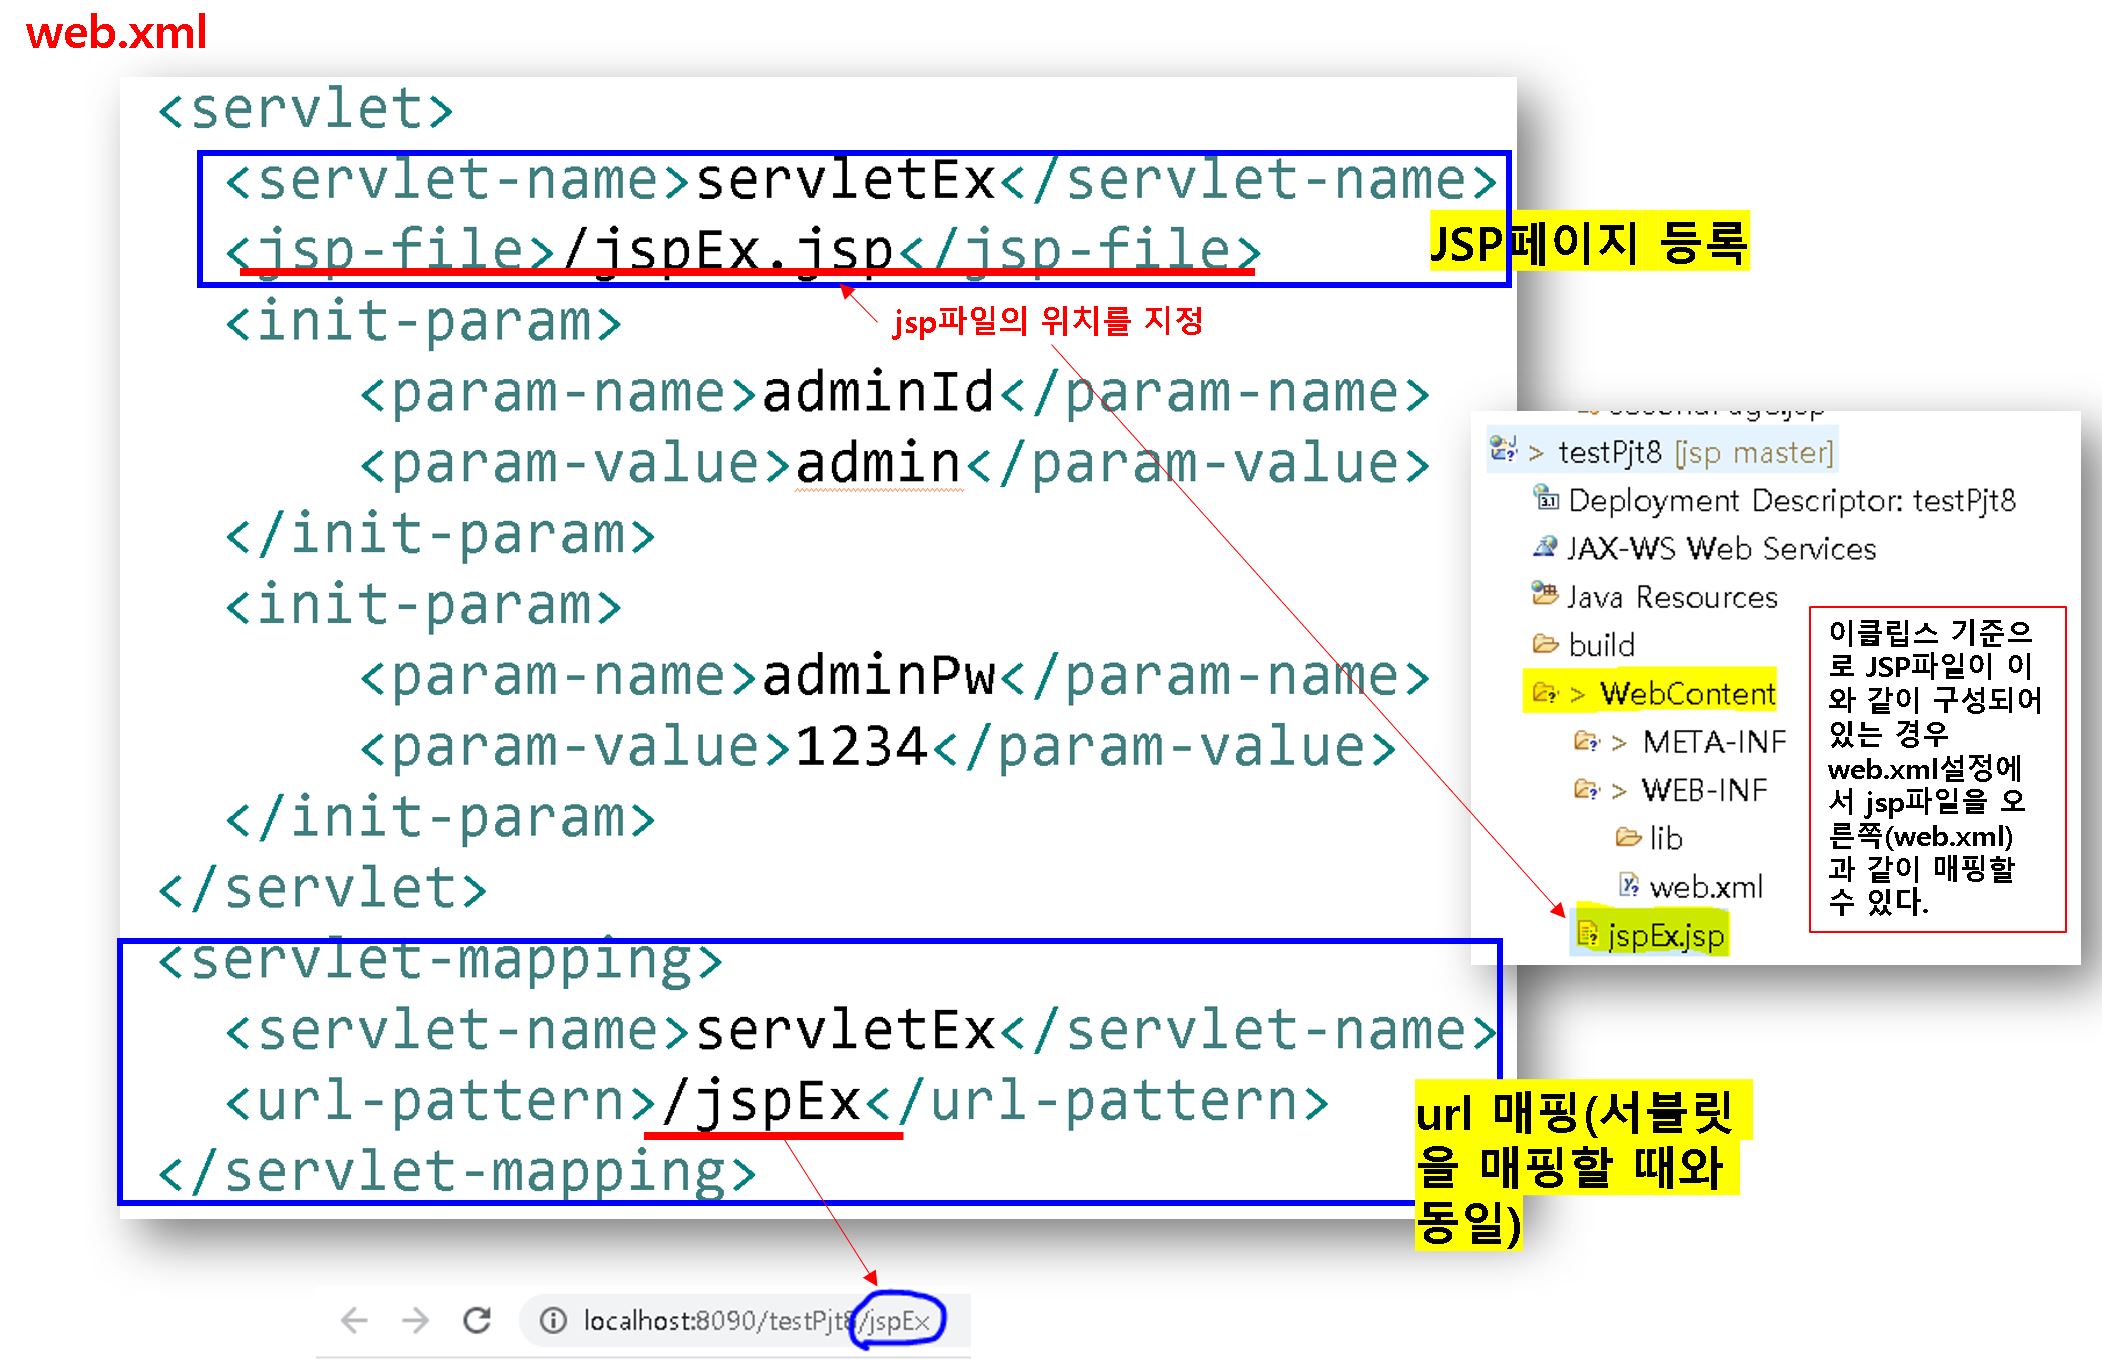 web.xml
<servlet>
<servlet-name>servletEx</servlet-name>
<jsp-file>/jspEx.jsp</jsp-file>
JSP페이지 등록
<init-param>
jsp파일의 위치를 지정
<param-name>adminId</param-name>
<param-value>admin</param-value>
</init-param>
<init-param>
<param-name>adminPw</param-name>
<param-value>1234</param-value>
</init-param>
</servlet>
<servlet-mapping>
<servlet-name>servletEx</servlet-name>
<url-pattern>/jspEx</url-pattern>
</servlet-mapping>
> testPjt8 [jsp master]
Deployment Descriptor: testPjt8
JAX-WS Web Services
Java Resources
build
> WebContent
> META-INF
> WEB-INF
lib
web.xml
jspEx.jsp
이클립스 기준으
로 JSP파일이 이
와 같이 구성되어
있는 경우
web.xml설정에
서 jsp파일을 오
른쪽(web.xml)
과 같이 매핑할
수 있다.
url 매핑(서블릿
을 매핑할 때와
동일)
localhost:8090/testPjt8/jspEx